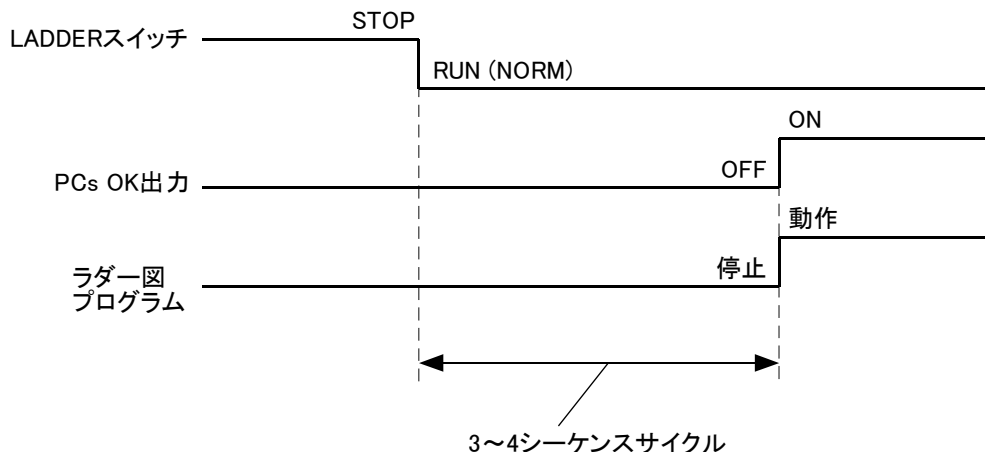 STOP
LADDERスイッチ
RUN (NORM)
ON
OFF
PCs OK出力
動作
停止
ラダー図
プログラム
3～4シーケンスサイクル